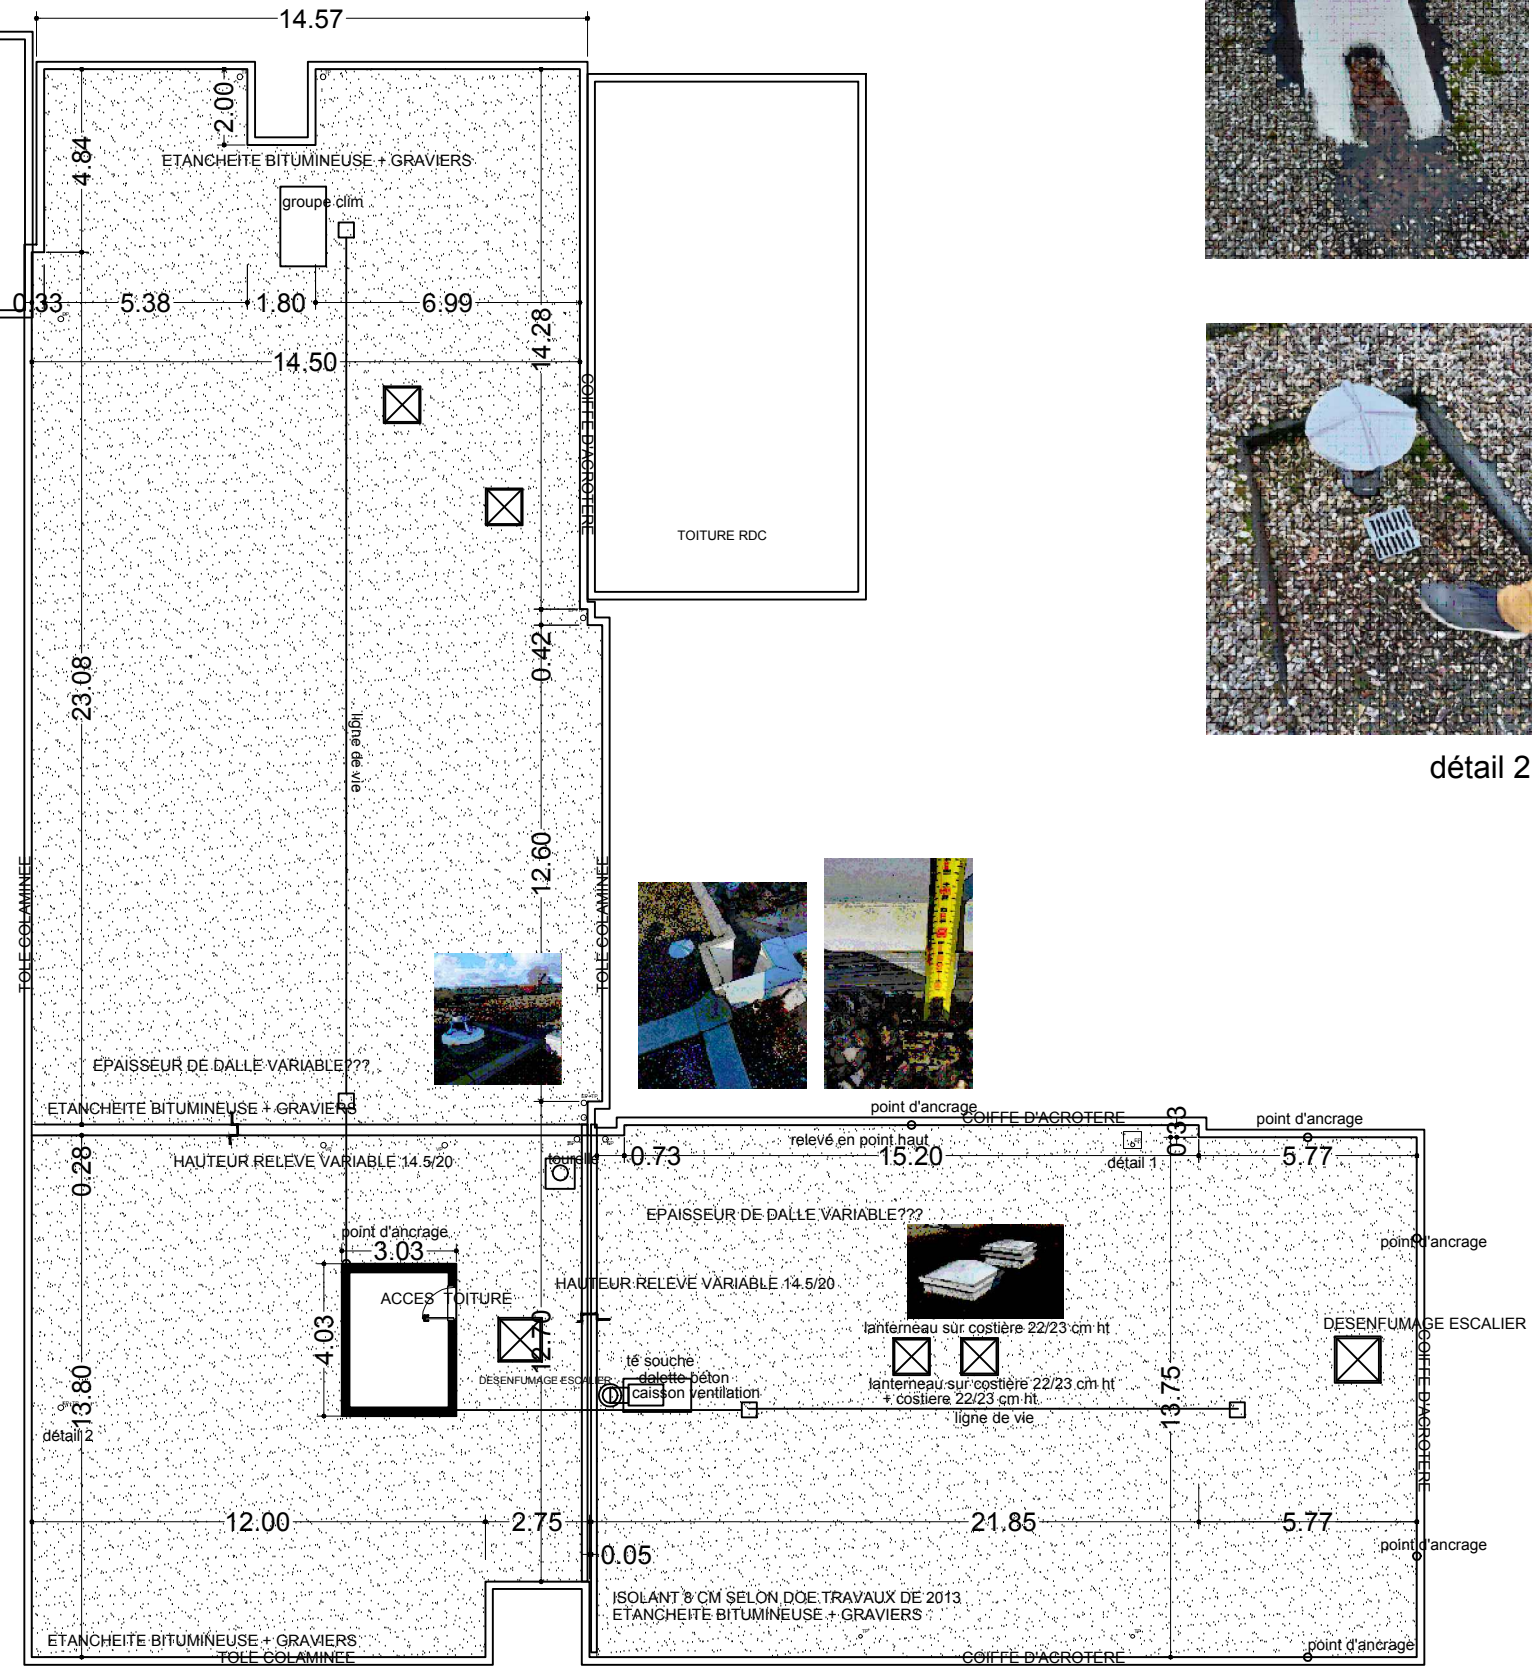 14.57
2.00
4.84
ETANCHEITE BITUMINEUSE + GRAVIERS
groupe clim
0.33
5.38
1.80
6.99
14.28
14.50
COIFFE D'ACROTERE
TOITURE RDC
0.42
23.08
ligne de vie
détail 2
12.60
TOLE COLAMINEE
TOLE COLAMINEE
EPAISSEUR DE DALLE VARIABLE???
ETANCHEITE BITUMINEUSE + GRAVIERS
point d'ancrage
COIFFE D'ACROTERE
0.33
point d'ancrage
relevé en point haut
0.28
HAUTEUR RELEVE VARIABLE 14.5/20
tourelle
0.73
15.20
détail 1
5.77
EPAISSEUR DE DALLE VARIABLE???
point d'ancrage
3.03
point d'ancrage
HAUTEUR RELEVE VARIABLE 14.5/20
ACCES TOITURE
4.03
12.70
lanterneau sur costière 22/23 cm ht
DESENFUMAGE ESCALIER
té souche
dalette béton
caisson ventilation
DESENFUMAGE ESCALIER
lanterneau sur costière 22/23 cm ht
+ costiere 22/23 cm ht
ligne de vie
13.80
13.75
COIFFE D'ACROTERE
détail 2
12.00
2.75
21.85
5.77
0.05
point d'ancrage
ISOLANT 8 CM SELON DOE TRAVAUX DE 2013
ETANCHEITE BITUMINEUSE + GRAVIERS
ETANCHEITE BITUMINEUSE + GRAVIERS
TOLE COLAMINEE
COIFFE D'ACROTERE
point d'ancrage